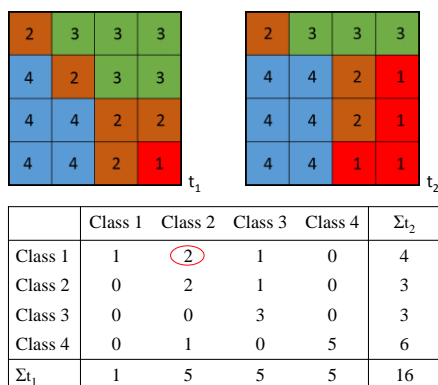 2 3 3 3
4 2 3 3
4 4 2 2
4 4 2 1
t1
2 3 3 3
4 4 2 1
4 4 2 1
4 4 1 1
t2
Class 1 Class 2 Class 3 Class 4 Σt2
Class 1 1 2 1 0 4
Class 2 0 2 1 0 3
Class 3 0 0 3 0 3
Class 4 0 1 0 5 6
Σt1 1 5 5 5 16